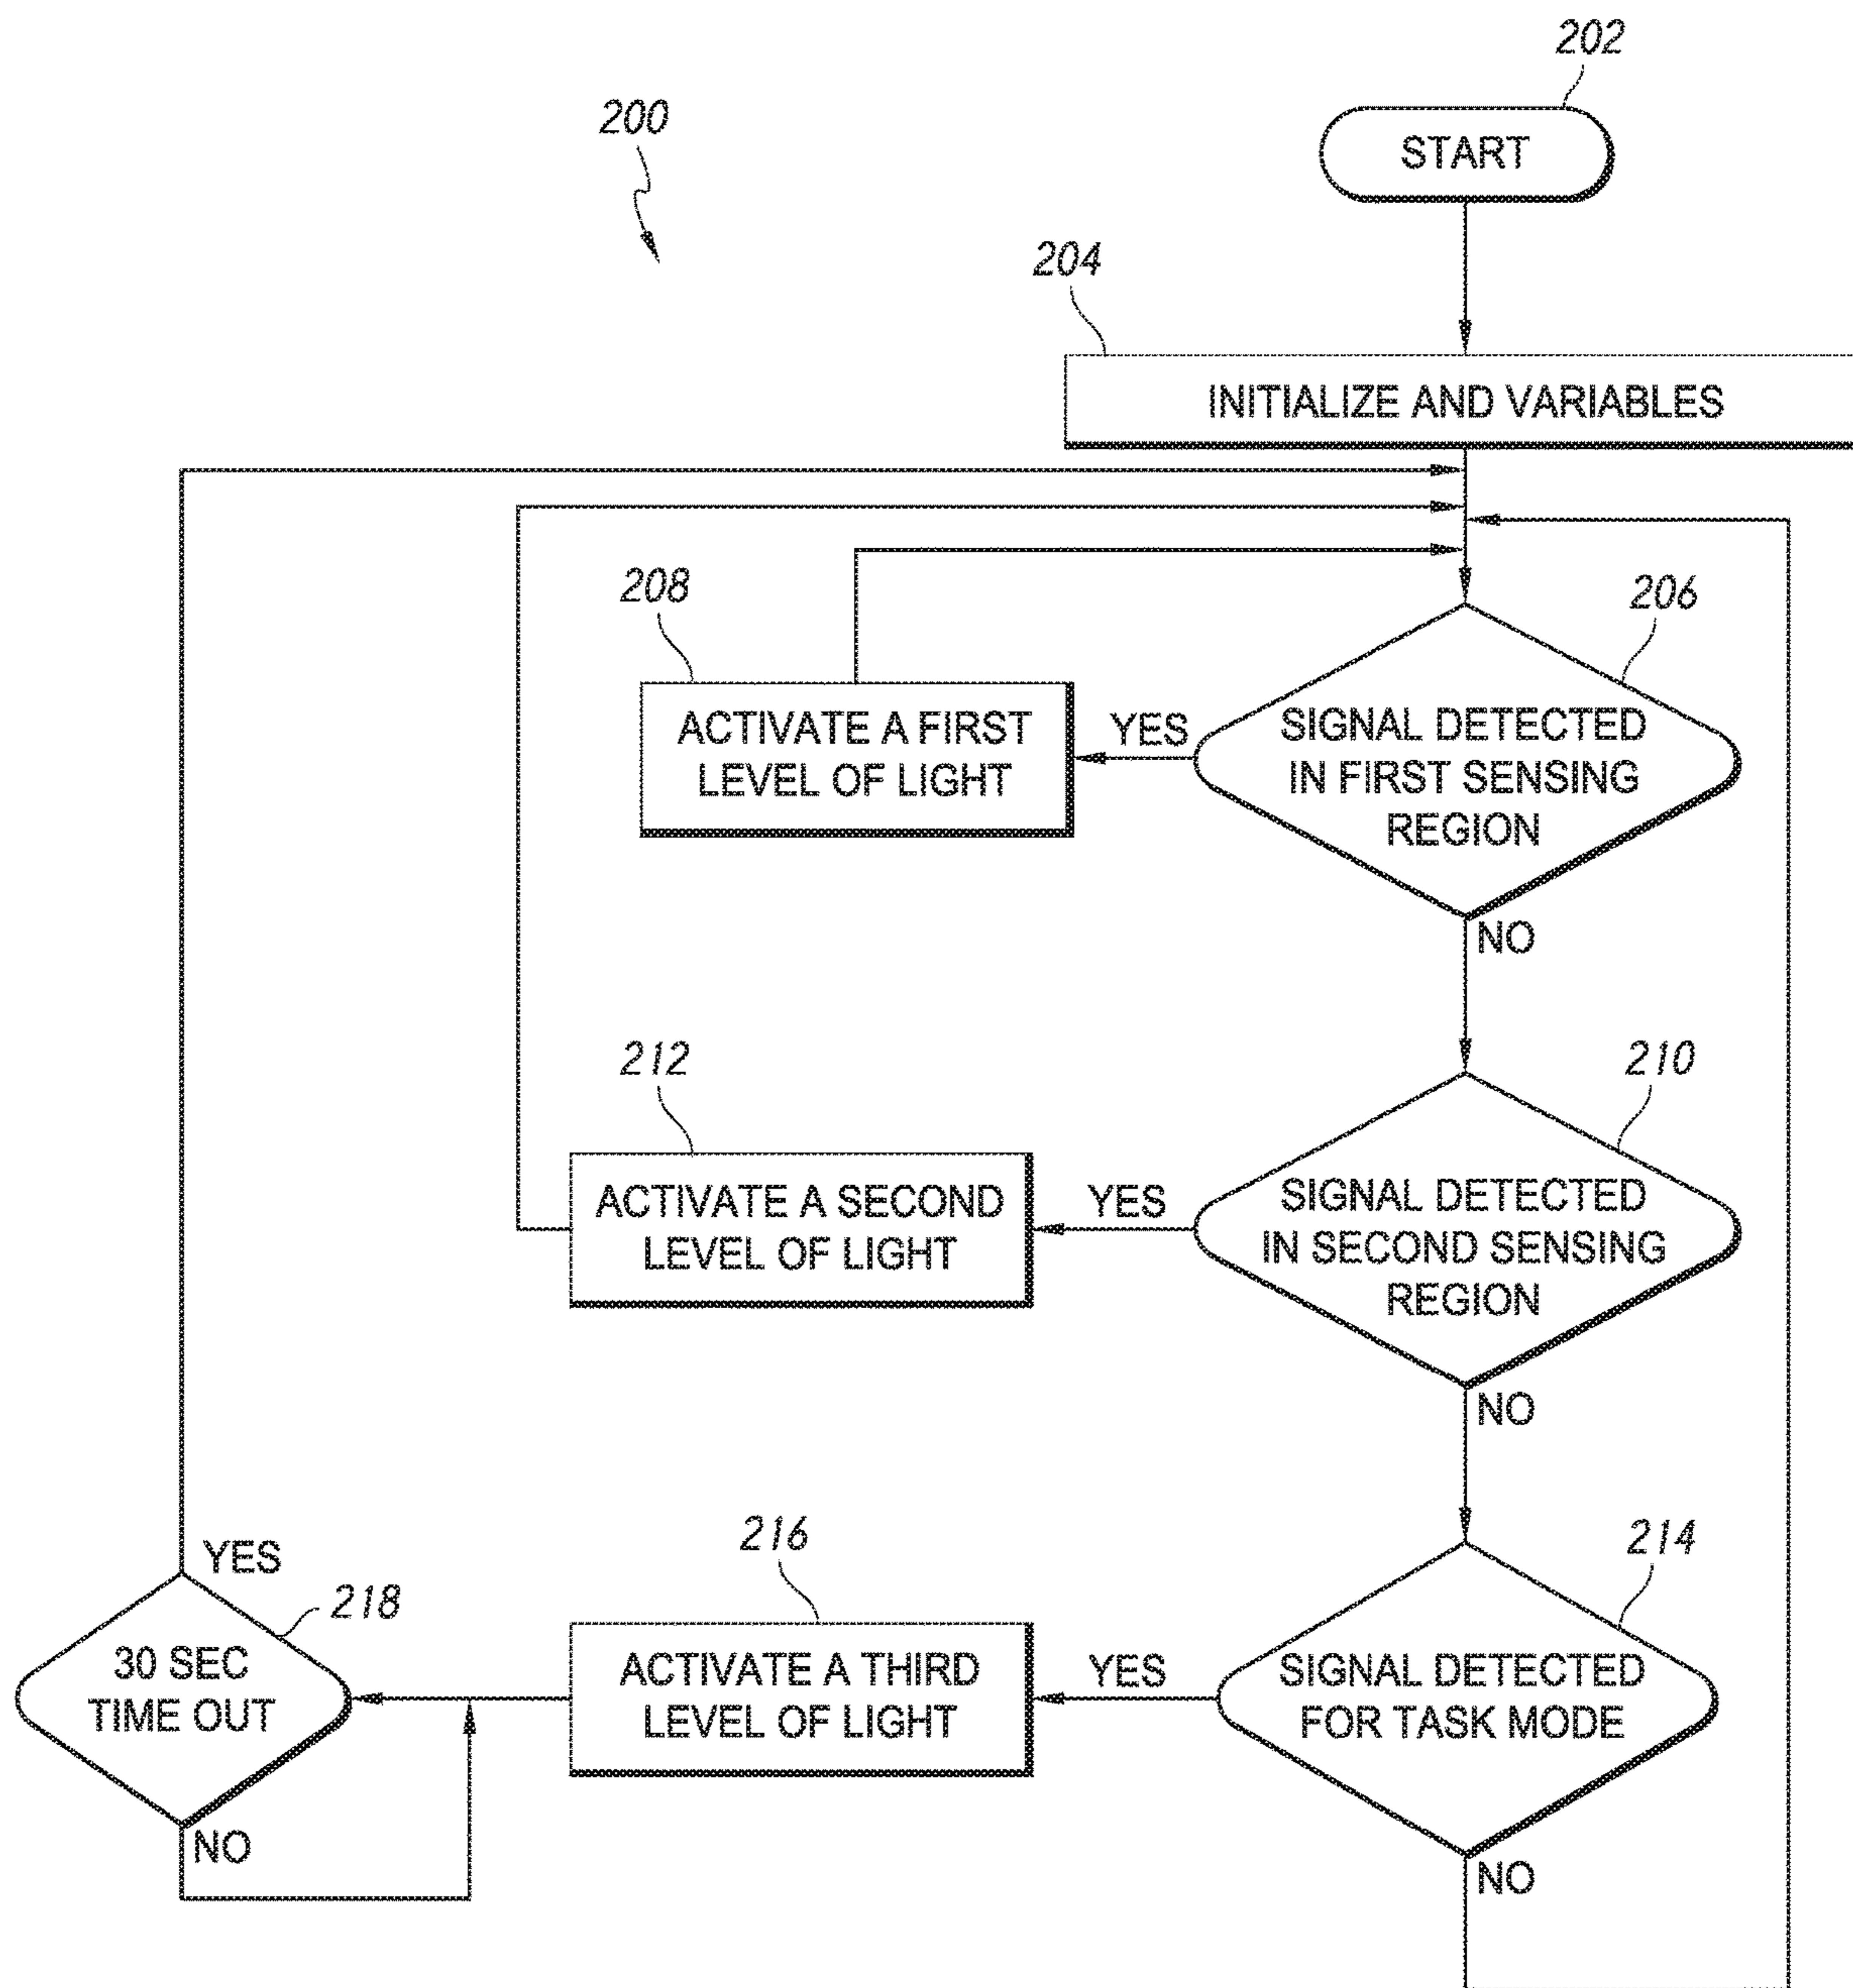 202
200
START
204
INITIALIZE AND VARIABLES
208
206
ACTIVATE A FIRST
LEVEL OF LIGHT
YES
SIGNAL DETECTED
IN FIRST SENSING
REGION
NO
212
210
ACTIVATE A SECOND
LEVEL OF LIGHT
YES
SIGNAL DETECTED
IN SECOND SENSING
REGION
NO
216
214
YES
218
30 SEC
TIME OUT
ACTIVATE A THIRD
LEVEL OF LIGHT
YES
SIGNAL DETECTED
FOR TASK MODE
NO
NO